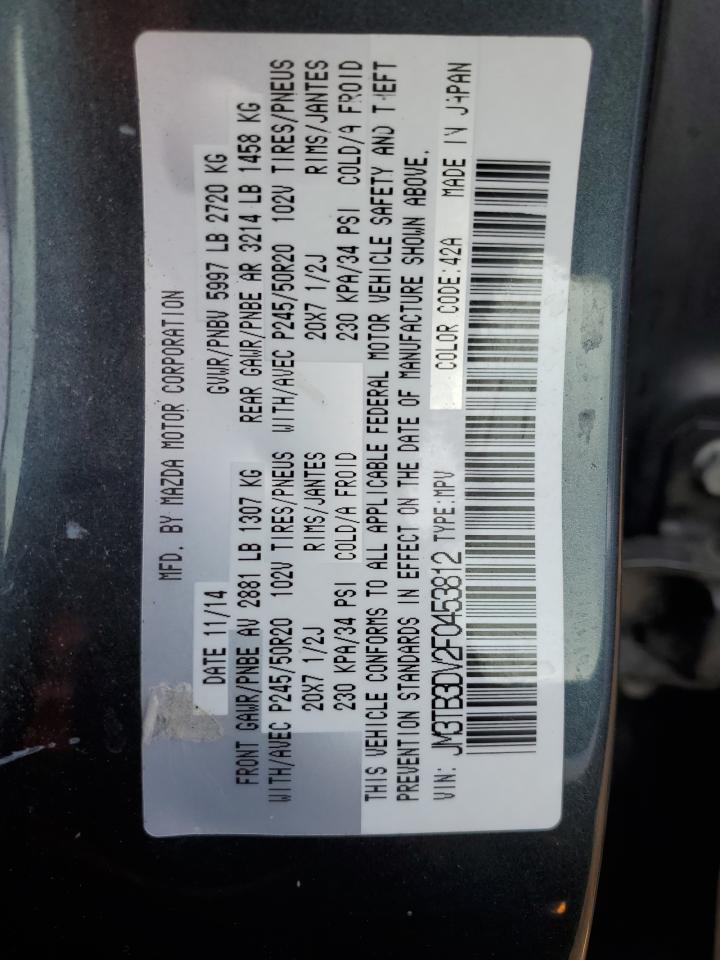 MFD. BY MAZDA MOTOR CORPORATION
DATE 11/14 GVWR/PNBV 5997 LB 2720 KG
FRONT GAWR/PNBE AV 2881 LB 1307 KG REAR GAWR/PNBE AR 3214 LB 1458 KG
WITH/AVEC P245/50R20 102V TIRES/PNEUS WITH/AVEC P245/50R20 102V TIRES/PNEUS
20X7 1/2J RIMS/JANTES 20X7 1/2J RIMS/JANTES
230 KPA/34 PSI COLD/A FROID 230 KPA/34 PSI COLD/A FROID
THIS VEHICLE CONFORMS TO ALL APPLICABLE FEDERAL MOTOR VEHICLE SAFETY AND THEFT
PREVENTION STANDARDS IN EFFECT ON THE DATE OF MANUFACTURE SHOWN ABOVE.
VIN: JM3TB3DV2F0453812 TYPE:MPV COLOR CODE:42A MADE IN JAPAN